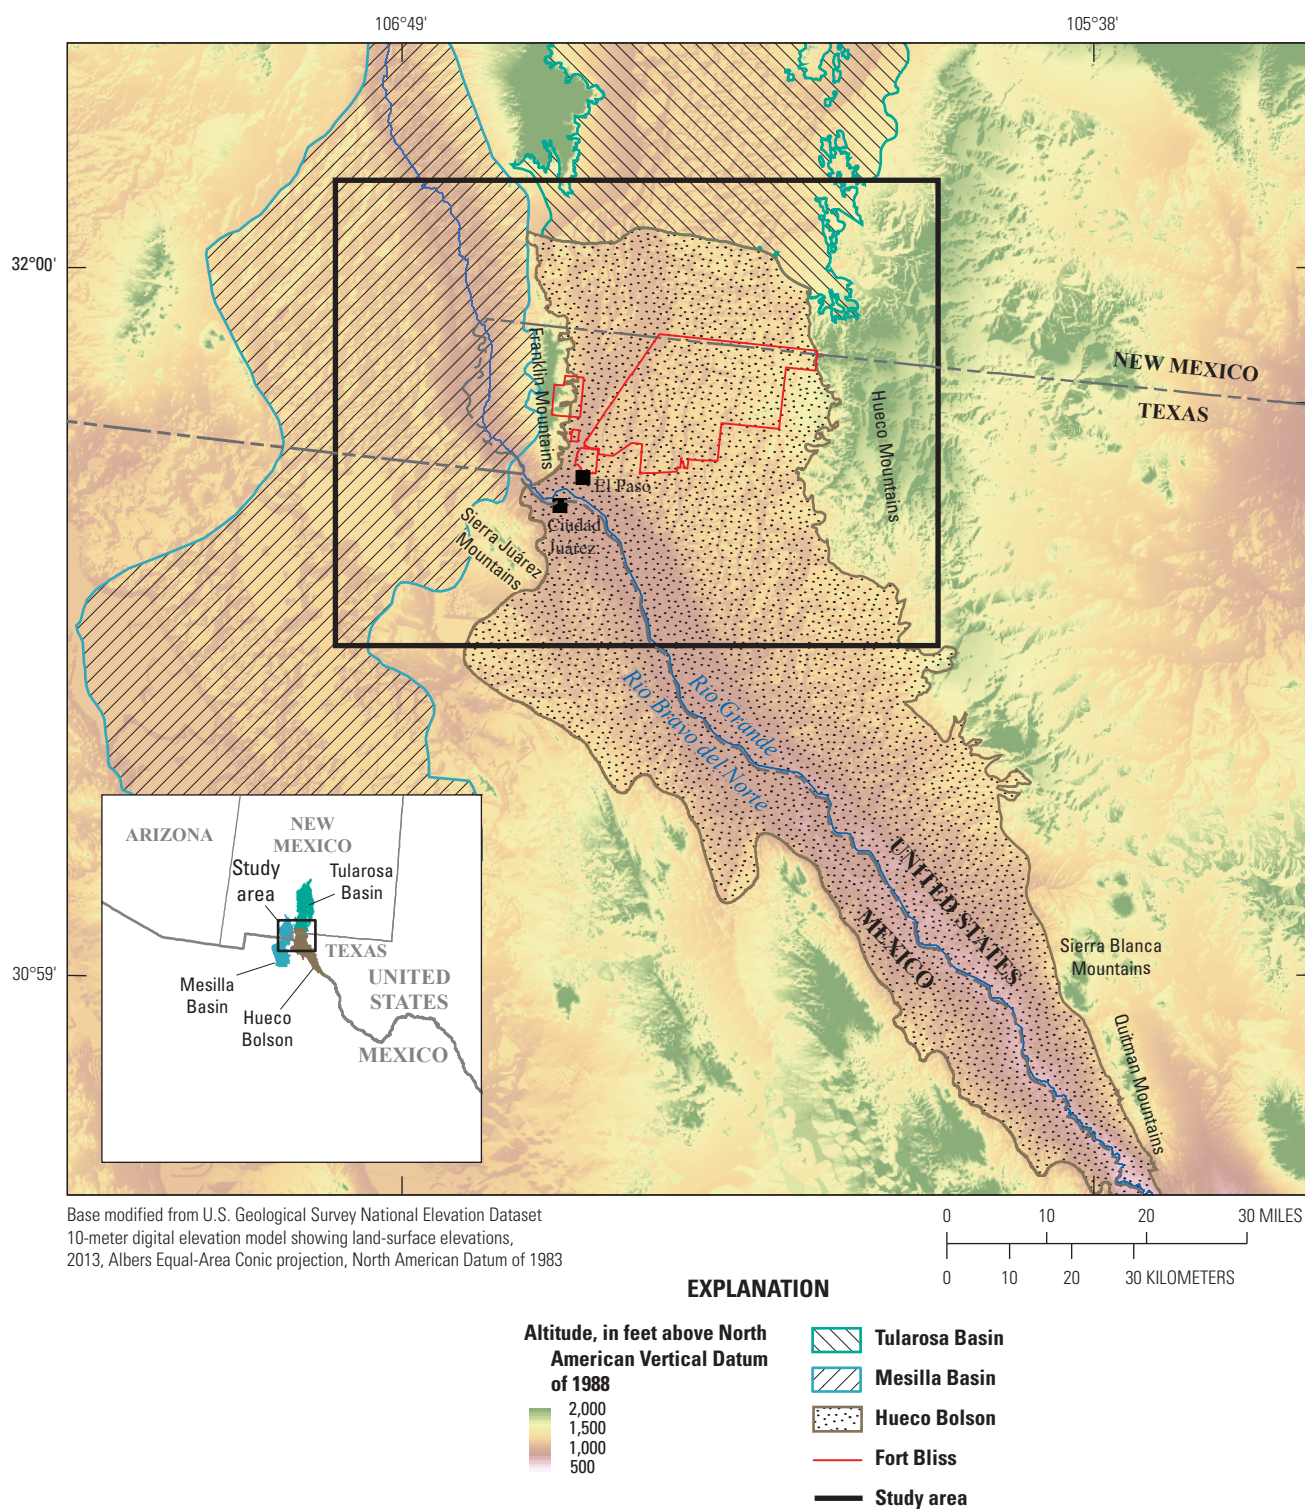 106°49'
105°38'
32°00'
30°59'
Franklin Mountains
Hueco Mountains
NEW MEXICO
TEXAS
El Paso
Ciudad
Juárez
Sierra Juárez
Mountains
Rio Grande
Rio Bravo del Norte
UNITED STATES
MEXICO
Sierra Blanca
Mountains
Quitman Mountains
ARIZONA
NEW
MEXICO
Study
area
Tularosa
Basin
TEXAS
Mesilla
Basin
UNITED
STATES
Hueco
Bolson
MEXICO
Base modified from U.S. Geological Survey National Elevation Dataset
10-meter digital elevation model showing land-surface elevations,
2013, Albers Equal-Area Conic projection, North American Datum of 1983
0 10 20 30 MILES
0 10 20 30 KILOMETERS
EXPLANATION
Altitude, in feet above North
American Vertical Datum
of 1988
2,000
1,500
1,000
500
Tularosa Basin
Mesilla Basin
Hueco Bolson
Fort Bliss
Study area